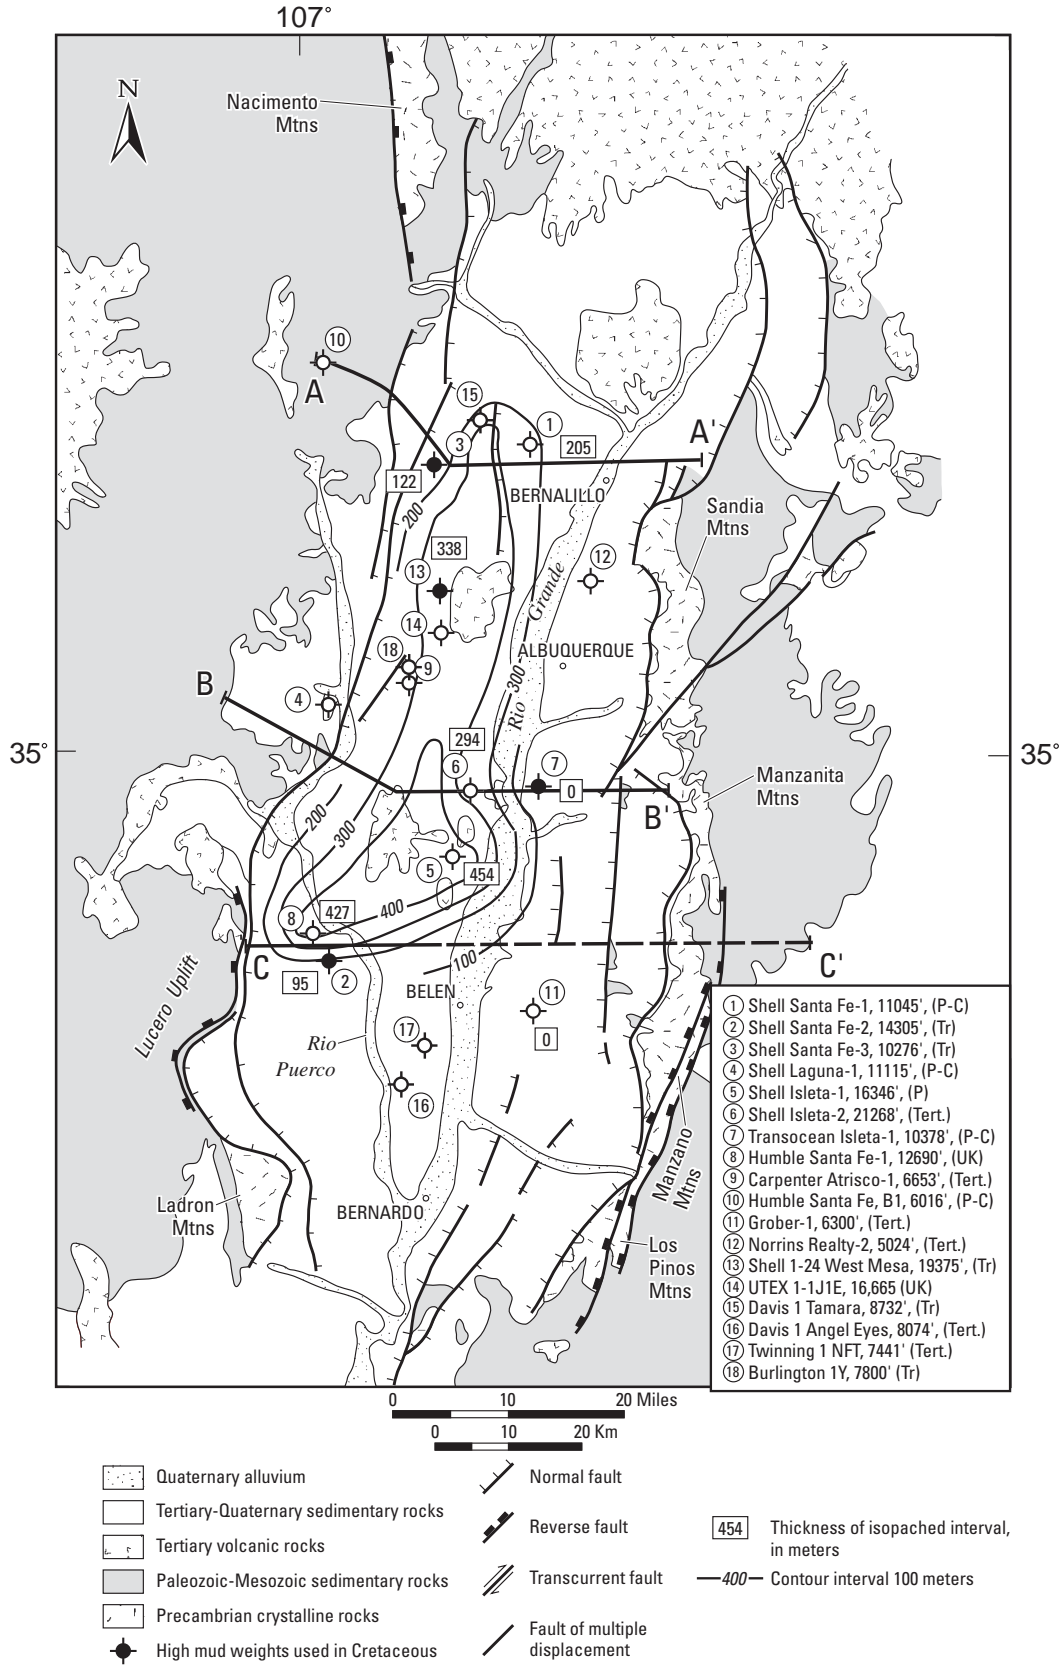 107°
N
Nacimento
Mtns
10
A
15
1
3
205
A'
122
BERNALILLO
Sandia
Mtns
200
338
12
13
Grande
14
ALBUQUERQUE
18
9
B
300
4
Rio
294
35°
35°
7
6
Manzanita
Mtns
0
B'
200
300
5
454
400
427
8
C
100
C'
95
2
BELEN
Lucero Uplift
11
17
0
Rio
Puerco
16
Manzano
Mtns
Ladron
Mtns
BERNARDO
Los
Pinos
Mtns
1 Shell Santa Fe-1, 11045', (P-C)
2 Shell Santa Fe-2, 14305', (Tr)
3 Shell Santa Fe-3, 10276', (Tr)
4 Shell Laguna-1, 11115', (P-C)
5 Shell Isleta-1, 16346', (P)
6 Shell Isleta-2, 21268', (Tert.)
7 Transocean Isleta-1, 10378', (P-C)
8 Humble Santa Fe-1, 12690', (UK)
9 Carpenter Atrisco-1, 6653', (Tert.)
10 Humble Santa Fe, B1, 6016', (P-C)
11 Grober-1, 6300', (Tert.)
12 Norrins Realty-2, 5024', (Tert.)
13 Shell 1-24 West Mesa, 19375', (Tr)
14 UTEX 1-1J1E, 16,665 (UK)
15 Davis 1 Tamara, 8732', (Tr)
16 Davis 1 Angel Eyes, 8074', (Tert.)
17 Twinning 1 NFT, 7441' (Tert.)
18 Burlington 1Y, 7800' (Tr)
0 10 20 Miles
0 10 20 Km
Quaternary alluvium
Tertiary-Quaternary sedimentary rocks
Tertiary volcanic rocks
Paleozoic-Mesozoic sedimentary rocks
Precambrian crystalline rocks
High mud weights used in Cretaceous
Normal fault
Reverse fault
Transcurrent fault
Fault of multiple
displacement
454 Thickness of isopached interval,
in meters
400 Contour interval 100 meters